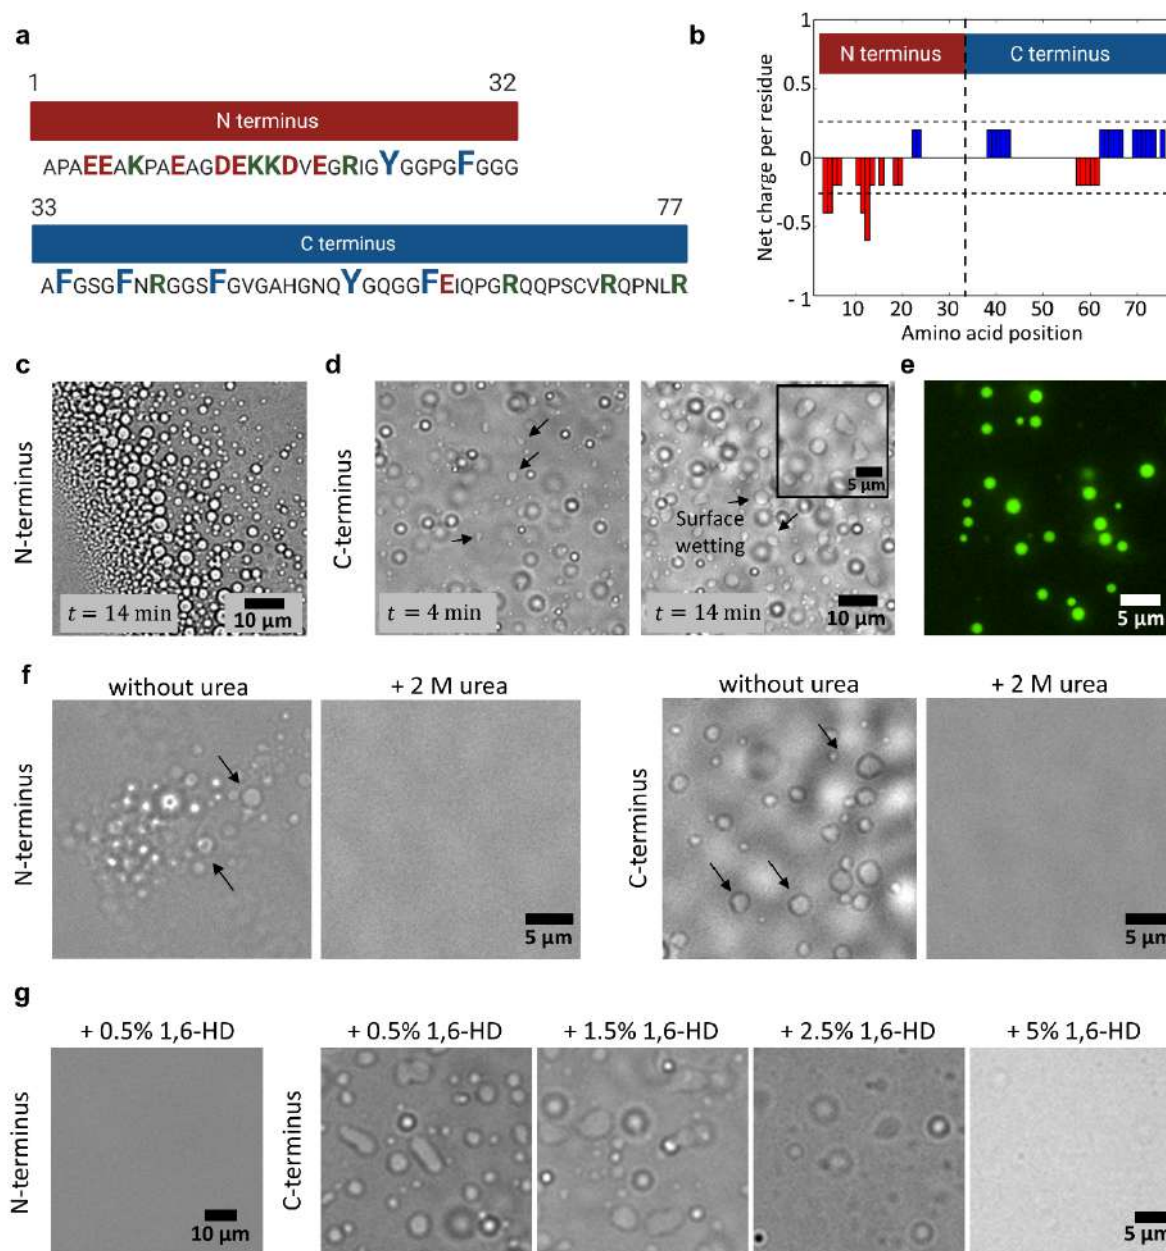 a
1 32
N terminus
APAEEAKPAEAGDEKKDVEGRIGYGGPGFGGG
33 77
C terminus
AFGSGFNRGGSFGVGAHGNQYGQGGFEIQPGRQQPSCVRQPNLR
b
Net charge per residue
1
0.5
0
-0.5
- 1
N terminus C terminus
10 20 30 40 50 60 70
Amino acid position
c
N-terminus
t = 14 min 10 μm
d
C-terminus
t = 4 min
Surface
wetting
5 μm
t = 14 min 10 μm
e
5 μm
f
without urea + 2 M urea
N-terminus
5 μm
without urea + 2 M urea
C-terminus
5 μm
g
+ 0.5% 1,6-HD
N-terminus
10 μm
+ 0.5% 1,6-HD + 1.5% 1,6-HD + 2.5% 1,6-HD + 5% 1,6-HD
C-terminus
5 μm